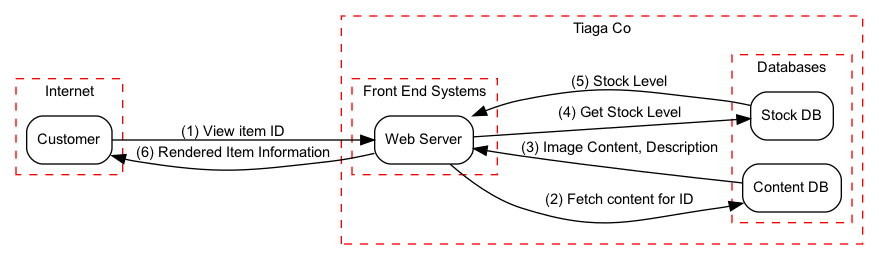 Tiaga Co
Internet
Front End Systems
Databases
Customer
Web Server
Stock DB
Content DB
(1) View item ID
(6) Rendered Item Information
(5) Stock Level
(4) Get Stock Level
(3) Image Content, Description
(2) Fetch content for ID